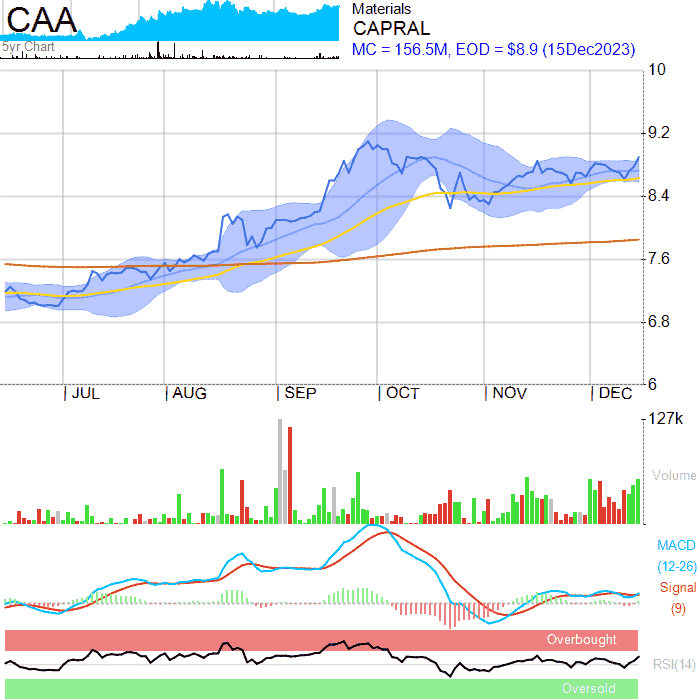 CAA
5yr Chart
Materials
CAPRAL
MC = 156.5M, EOD = $8.9 (15Dec2023)
10
9.2
8.4
7.6
6.8
6
JUL AUG SEP OCT NOV DEC
127k
Volume
MACD
(12-26)
Signal
(9)
Overbought
RSI(14)
Oversold